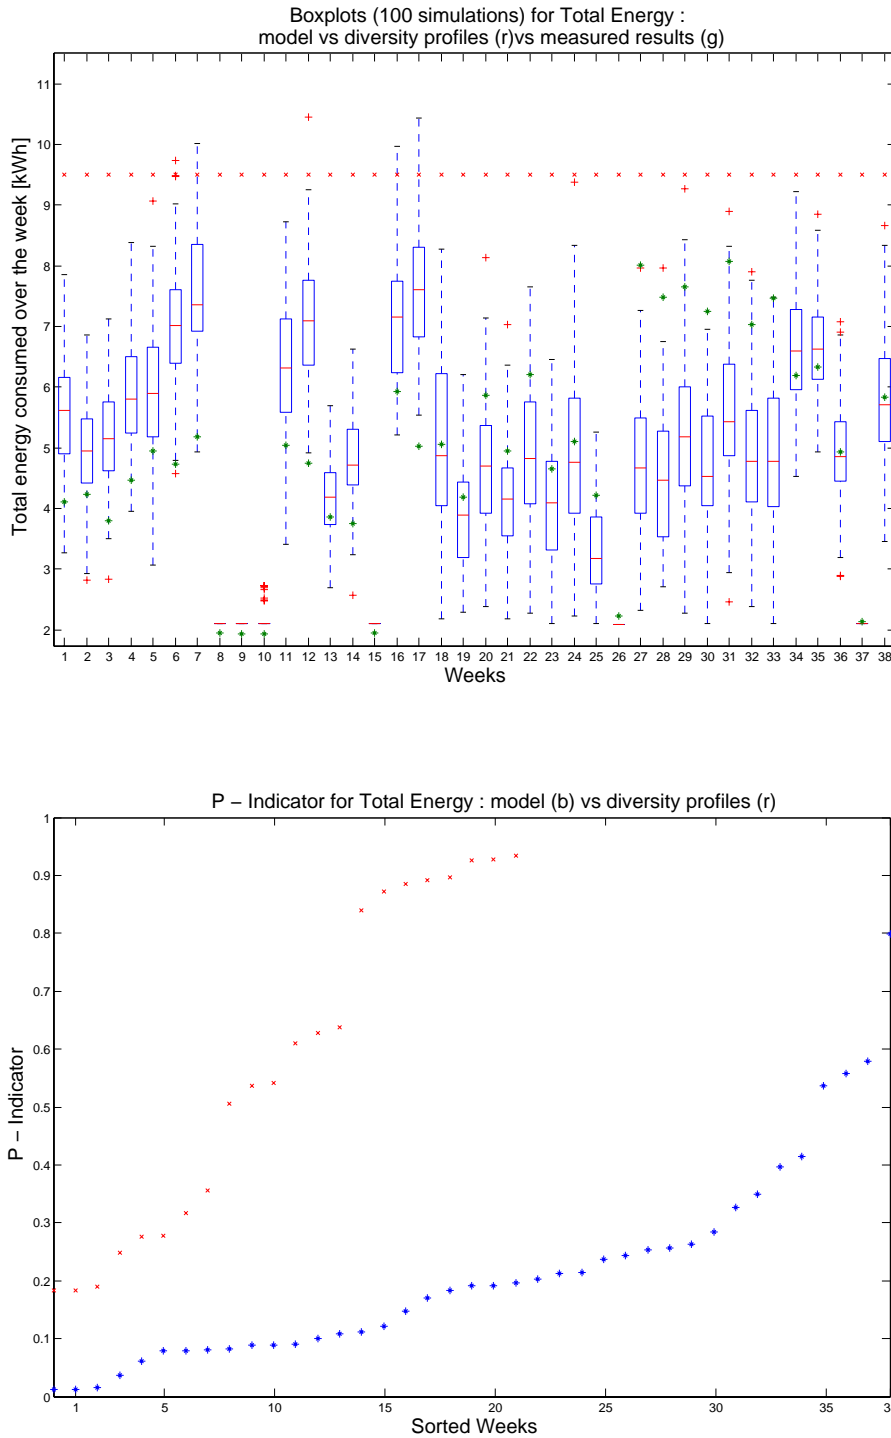 Boxplots (100 simulations) for Total Energy :
model vs diversity profiles (r)vs measured results (g)
Total energy consumed over the week [kWh]
11
10
9
8
7
6
5
4
3
2
1 2 3 4 5 6 7 8 9 10 11 12 13 14 15 16 17 18 19 20 21 22 23 24 25 26 27 28 29 30 31 32 33 34 35 36 37 38
Weeks
P – Indicator for Total Energy : model (b) vs diversity profiles (r)
P – Indicator
1
0.9
0.8
0.7
0.6
0.5
0.4
0.3
0.2
0.1
0
1 5 10 15 20 25 30 35 3
Sorted Weeks